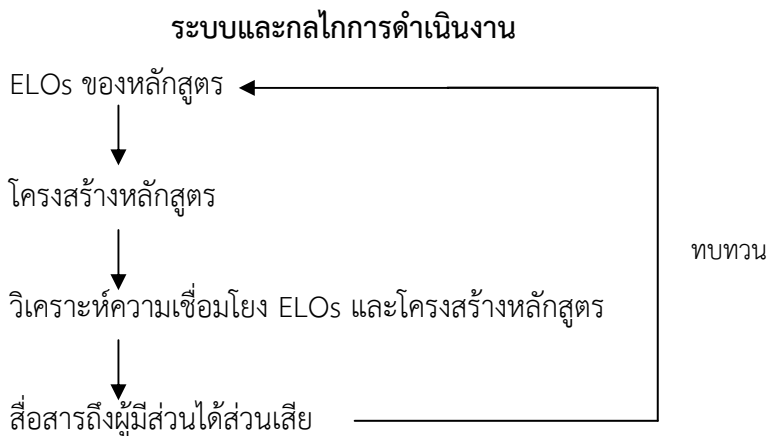 ระบบและกลไกการดำเนินงาน
ELOs ของหลักสูตร
โครงสร้างหลักสูตร
ทบทวน
วิเคราะห์ความเชื่อมโยง ELOs และโครงสร้างหลักสูตร
สื่อสารถึงผู้มีส่วนได้ส่วนเสีย